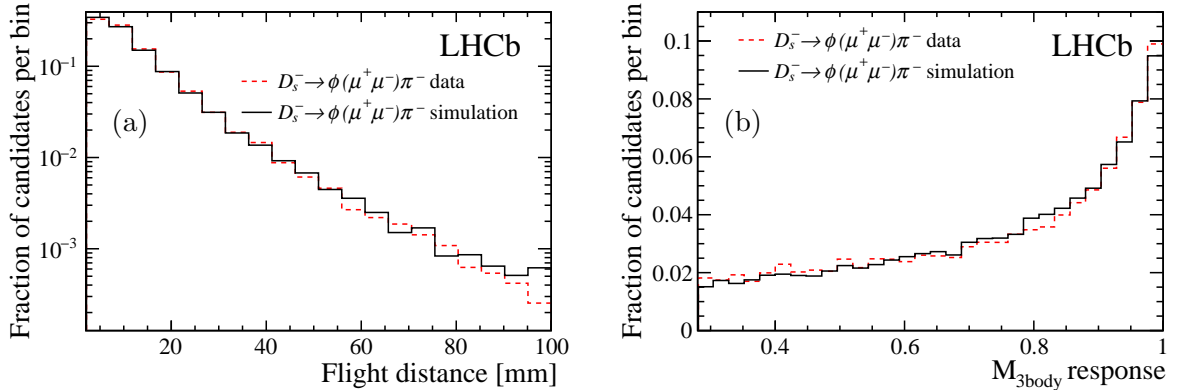 Fraction of candidates per bin
10⁻¹
10⁻²
10⁻³
LHCb
D_s⁻→ϕ(μ⁺μ⁻)π⁻ data
D_s⁻→ϕ(μ⁺μ⁻)π⁻ simulation
(a)
20 40 60 80 100
Flight distance [mm]
Fraction of candidates per bin
0.1
0.08
0.06
0.04
0.02
0
D_s⁻→ϕ(μ⁺μ⁻)π⁻ data
D_s⁻→ϕ(μ⁺μ⁻)π⁻ simulation
LHCb
(b)
0.4 0.6 0.8 1
M_3body response